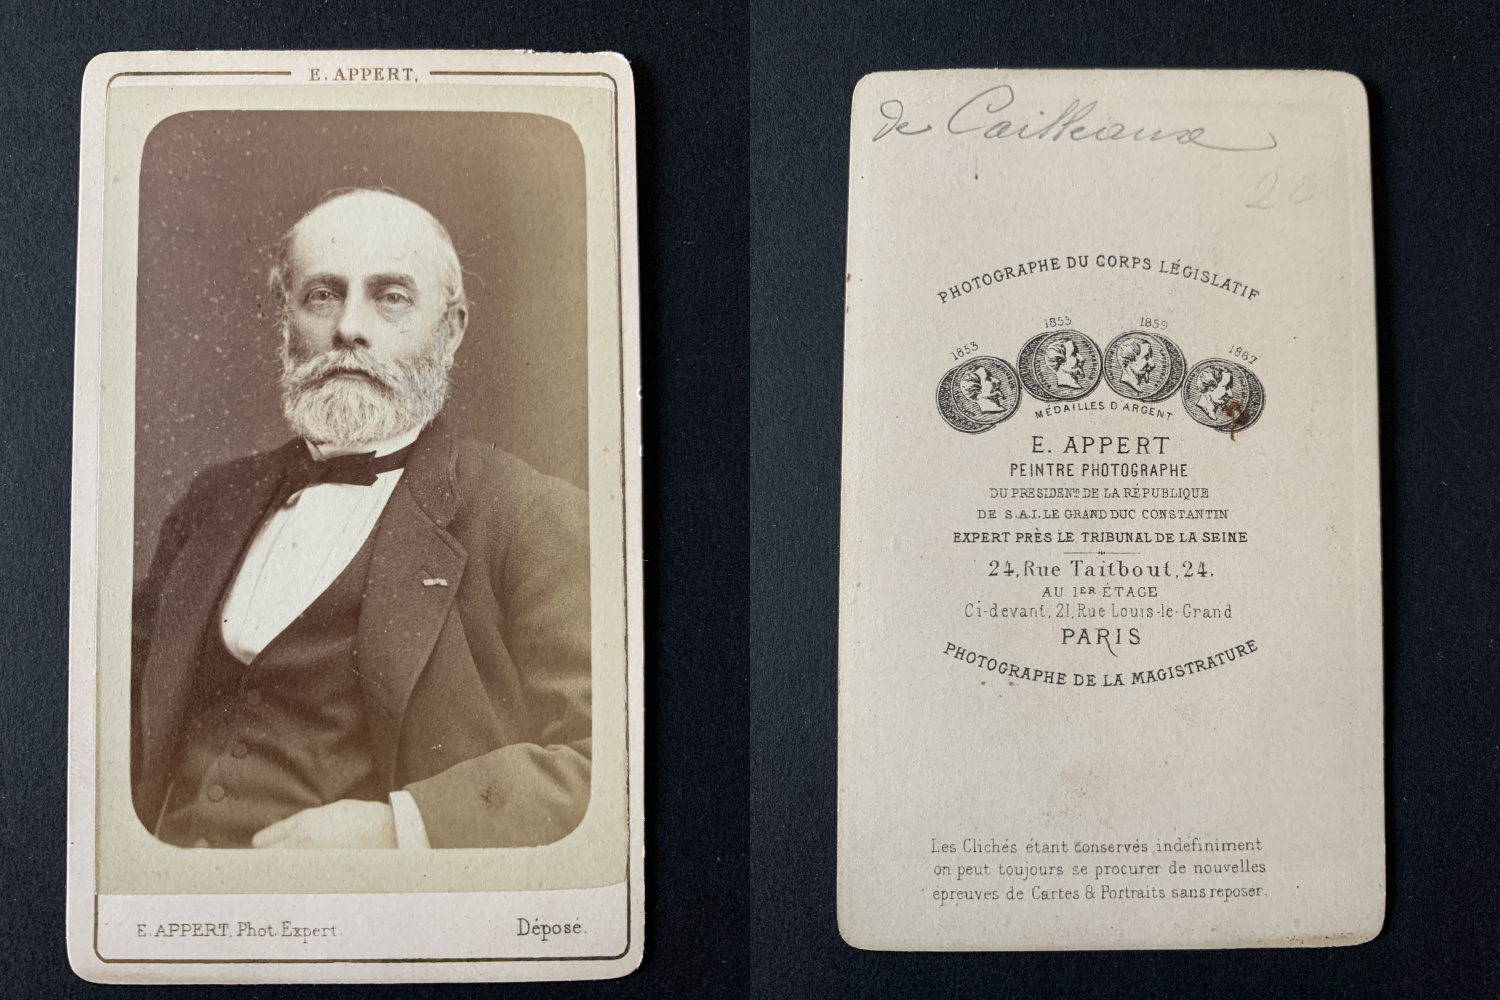 E. APPERT,
E. APPERT, Phot. Expert.
Déposé.
de Cailleaux
PHOTOGRAPHE DU CORPS LÉGISLATIF
1853
1855
1859
1867
MÉDAILLES D'ARGENT
E. APPERT
PEINTRE PHOTOGRAPHE
DU PRESIDENT DE LA RÉPUBLIQUE
DE S.A.I. LE GRAND DUC CONSTANTIN
EXPERT PRÈS LE TRIBUNAL DE LA SEINE
24, Rue Taitbout, 24.
AU 1ER ÉTAGE
Ci-devant, 21, Rue Louis-le-Grand
PARIS
PHOTOGRAPHE DE LA MAGISTRATURE
Les Clichés étant conservés indéfiniment
on peut toujours se procurer de nouvelles
épreuves de Cartes & Portraits sans reposer.